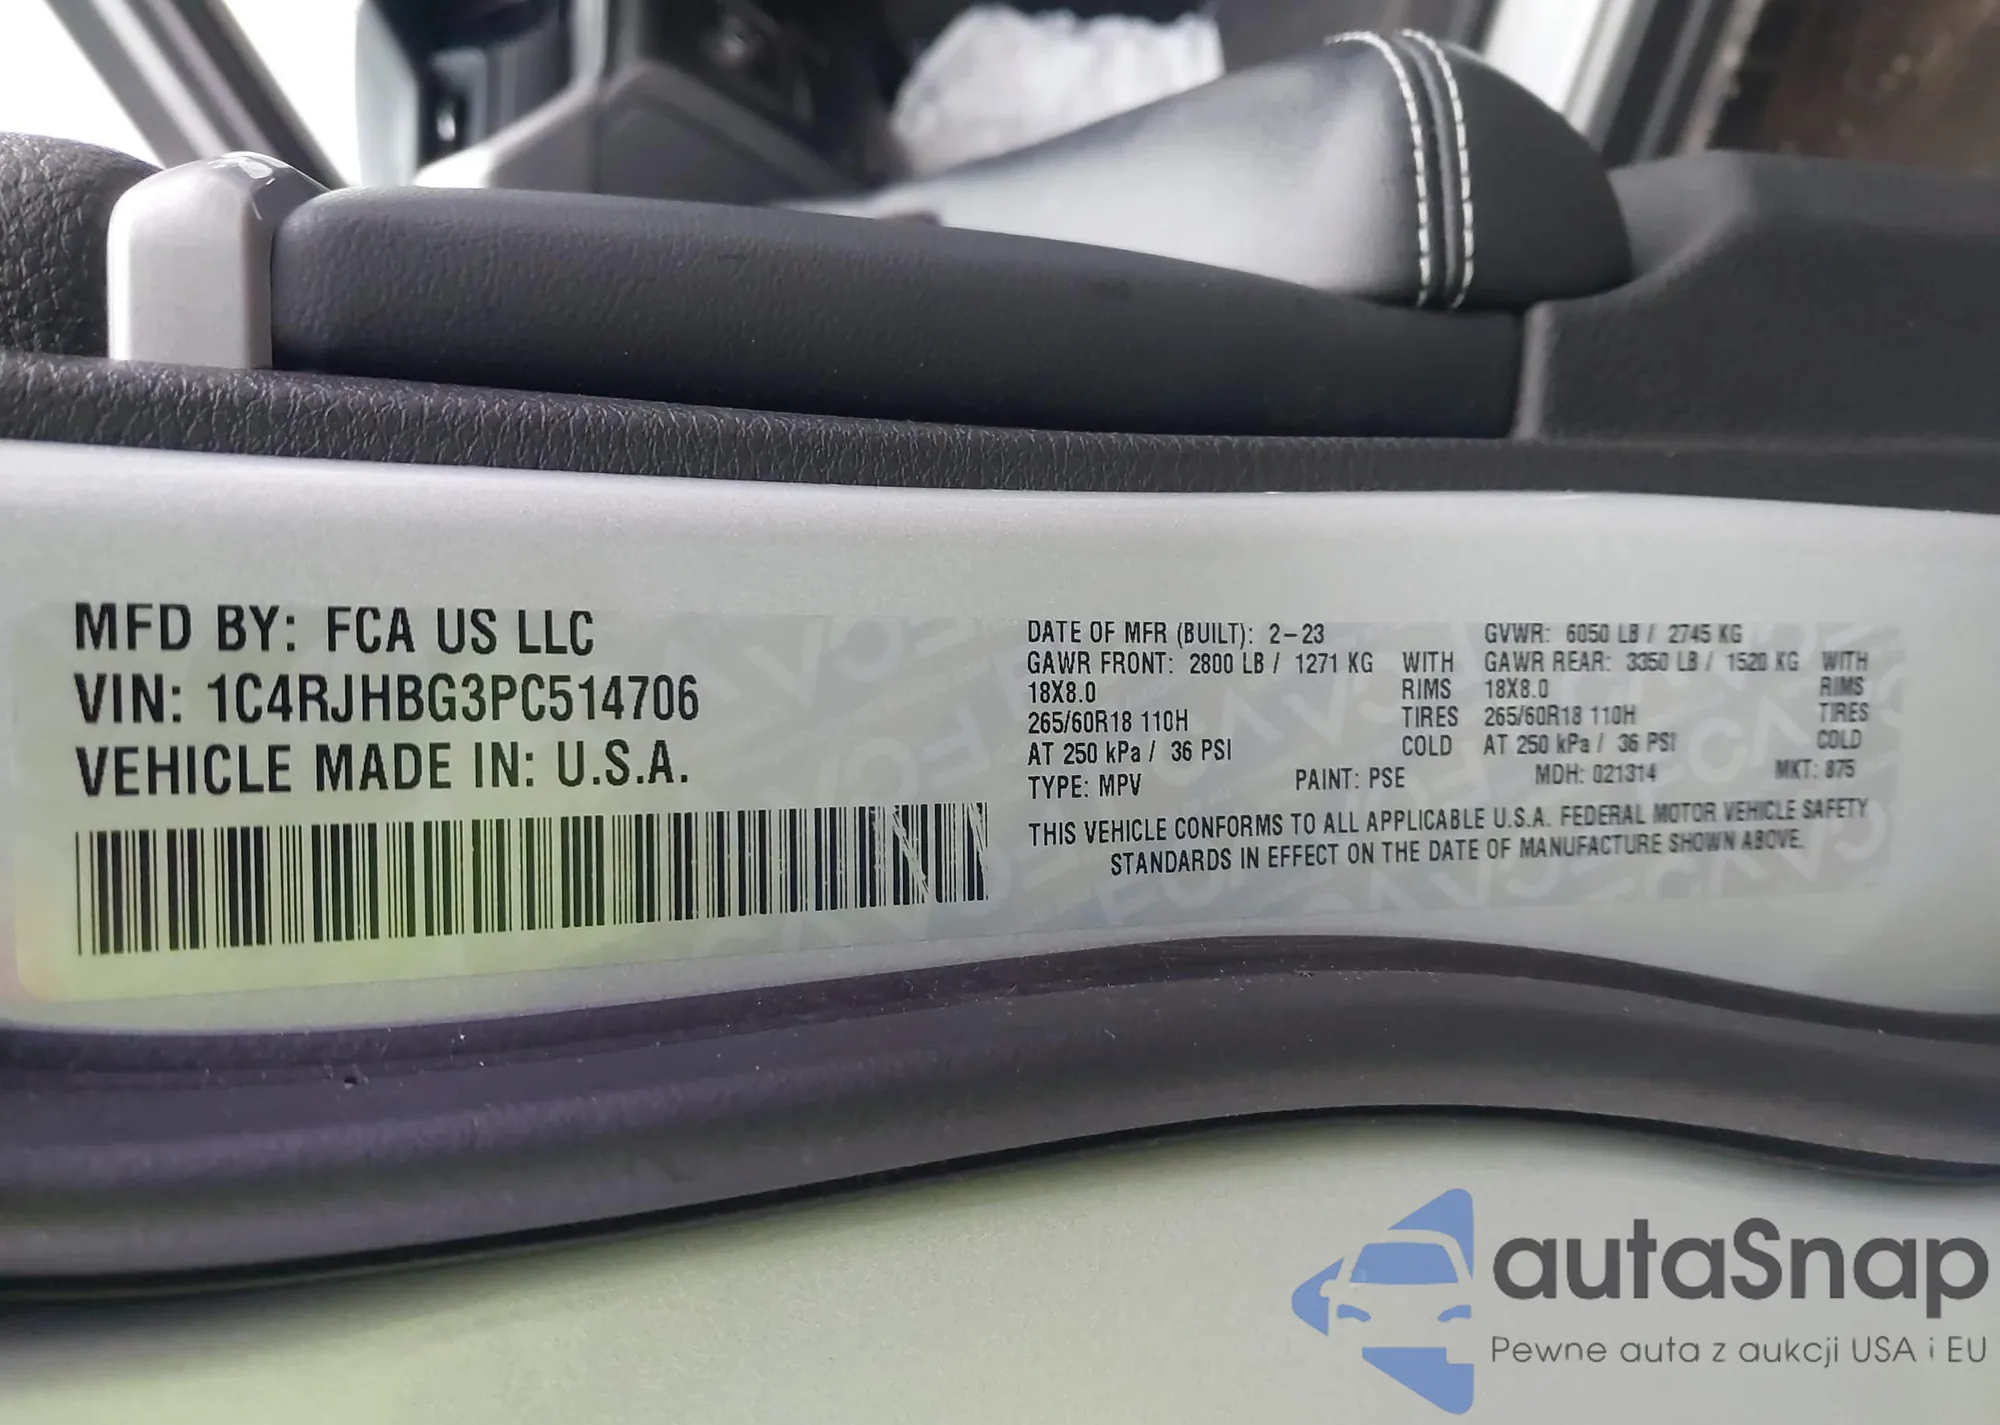 MFD BY: FCA US LLC
VIN: 1C4RJHBG3PC514706
VEHICLE MADE IN: U.S.A.
DATE OF MFR (BUILT): 2-23 GVWR: 6050 LB / 2745 KG
GAWR FRONT: 2800 LB / 1271 KG WITH GAWR REAR: 3350 LB / 1520 KG WITH
18X8.0 RIMS 18X8.0 RIMS
265/60R18 110H TIRES 265/60R18 110H TIRES
AT 250 kPa / 36 PSI COLD AT 250 kPa / 36 PSI COLD
TYPE: MPV PAINT: PSE MDH: 021314 MKT: 875
THIS VEHICLE CONFORMS TO ALL APPLICABLE U.S.A. FEDERAL MOTOR VEHICLE SAFETY
STANDARDS IN EFFECT ON THE DATE OF MANUFACTURE SHOWN ABOVE.
autaSnap
Pewne auta z aukcji USA i EU